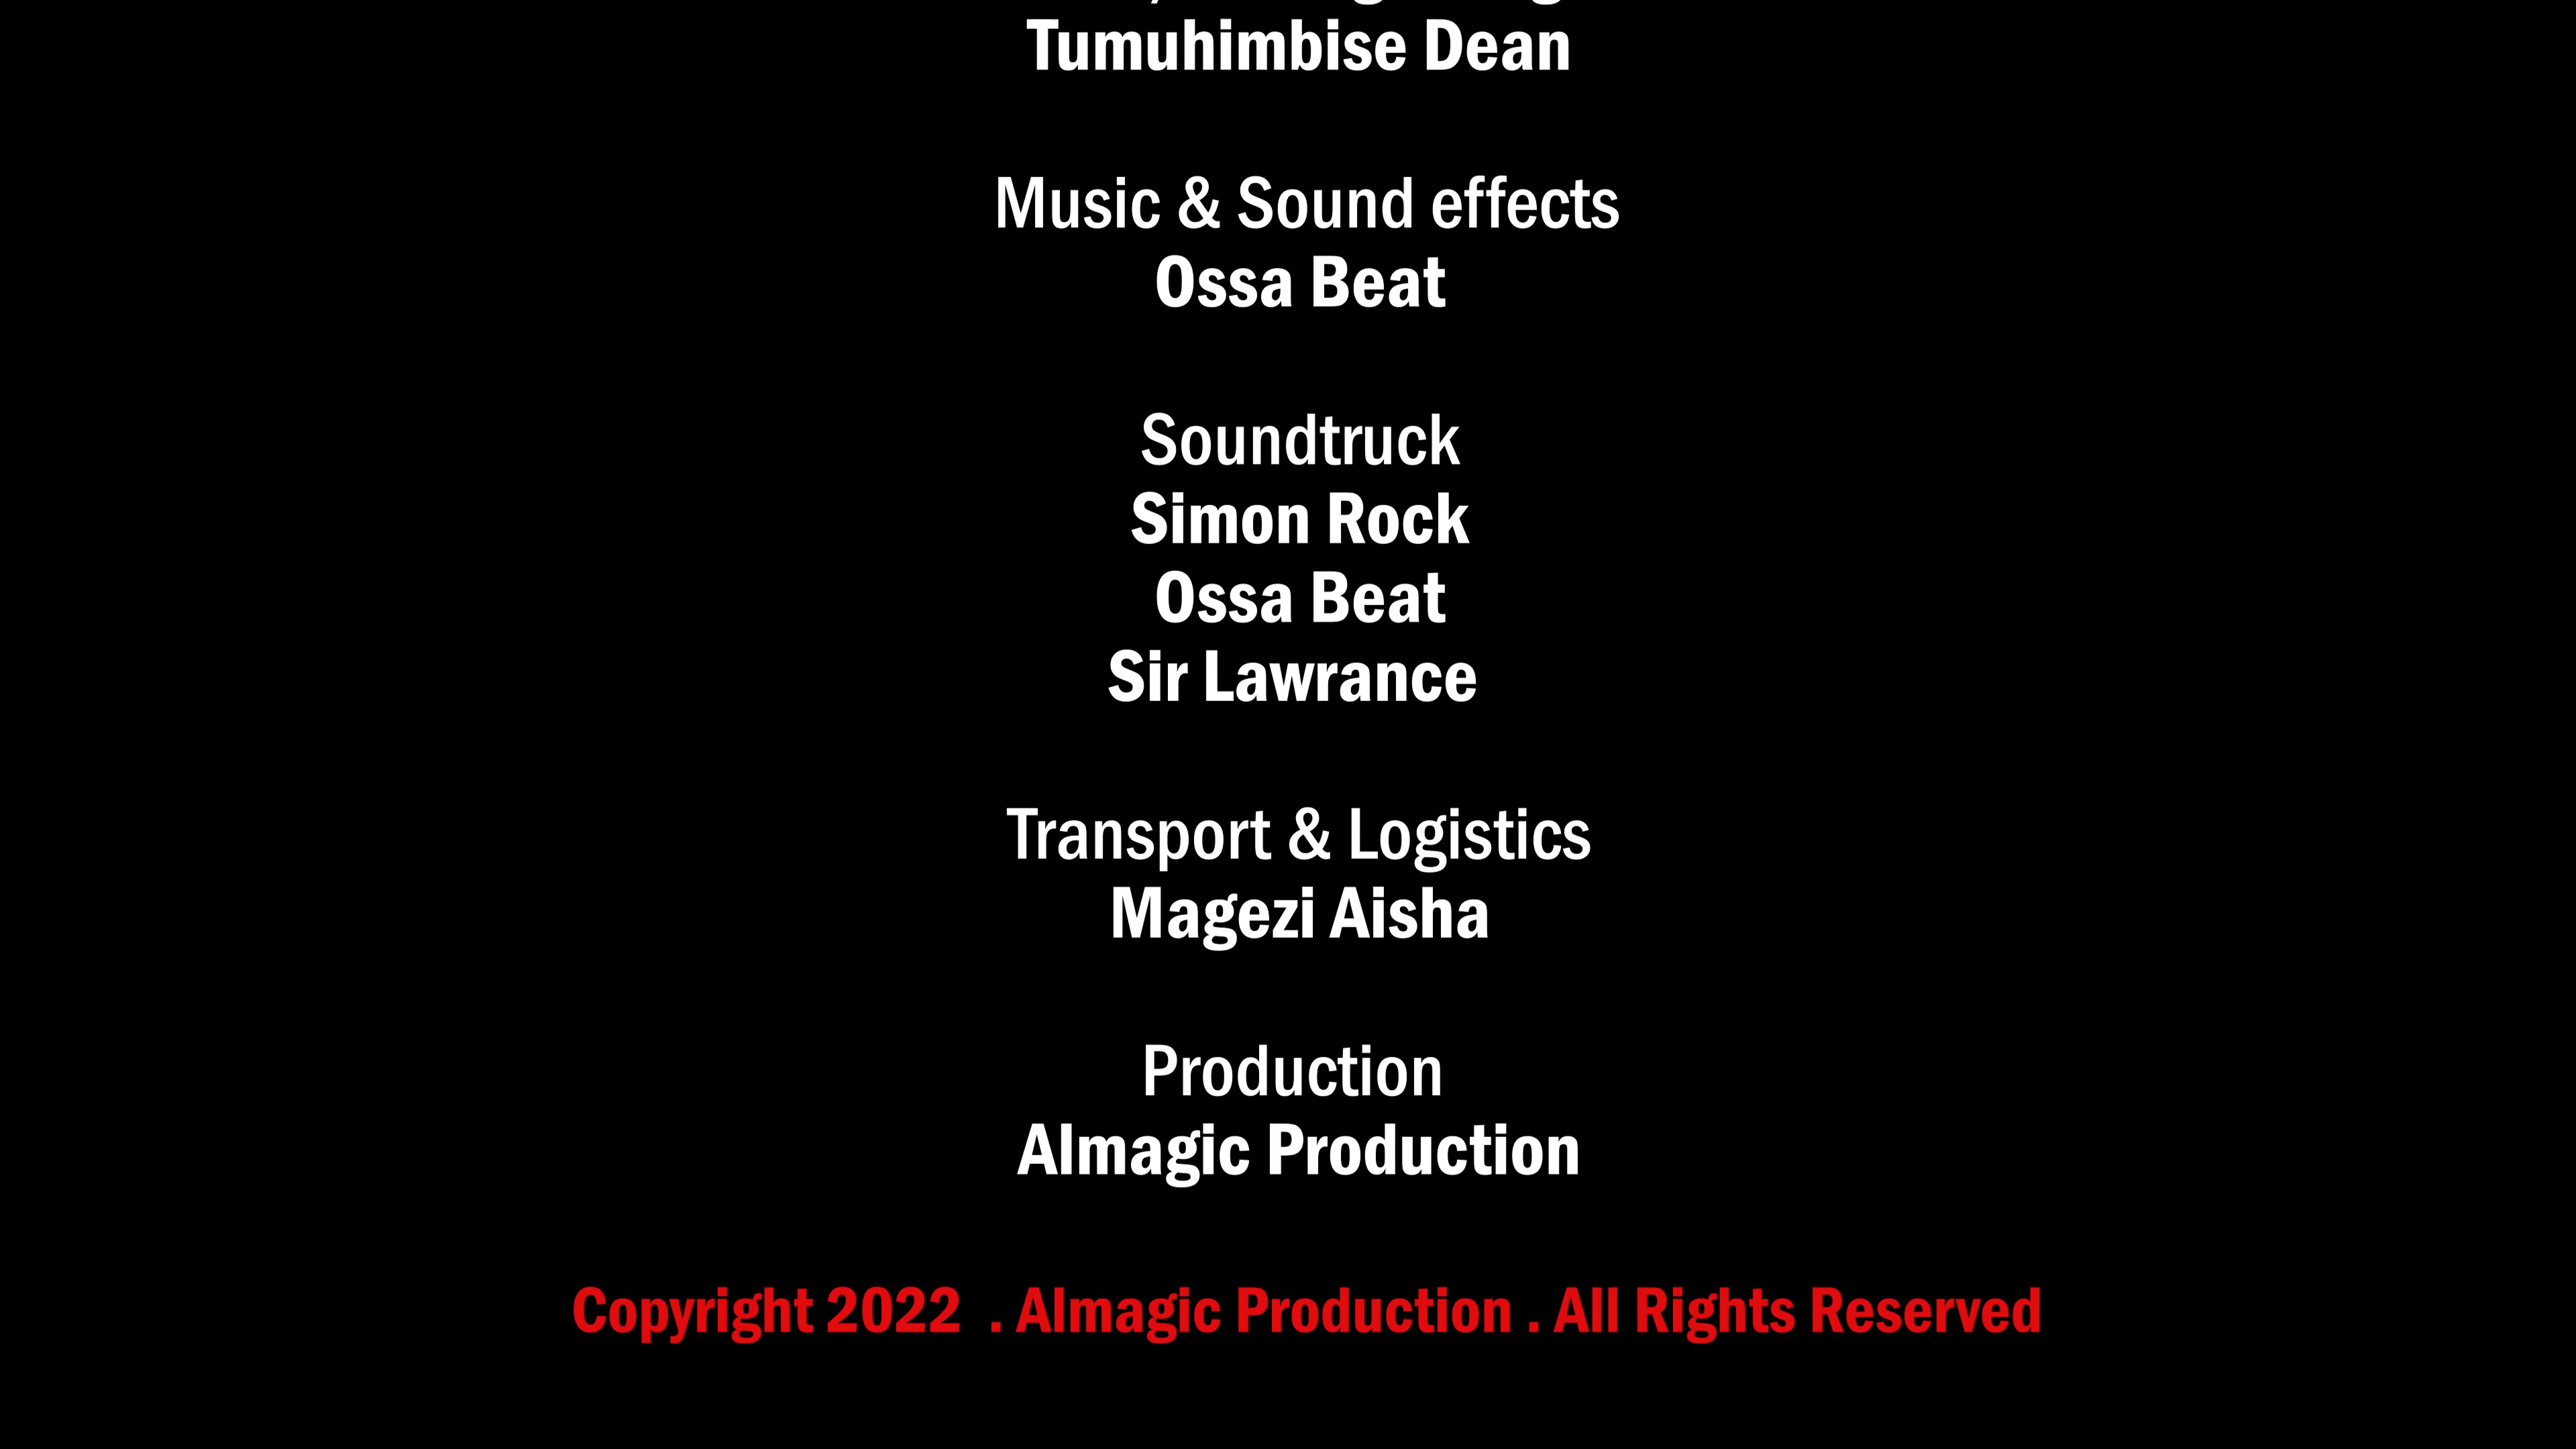 Tumuhimbise Dean
Music & Sound effects
Ossa Beat
Soundtruck
Simon Rock
Ossa Beat
Sir Lawrance
Transport & Logistics
Magezi Aisha
Production
Almagic Production
Copyright 2022 . Almagic Production . All Rights Reserved